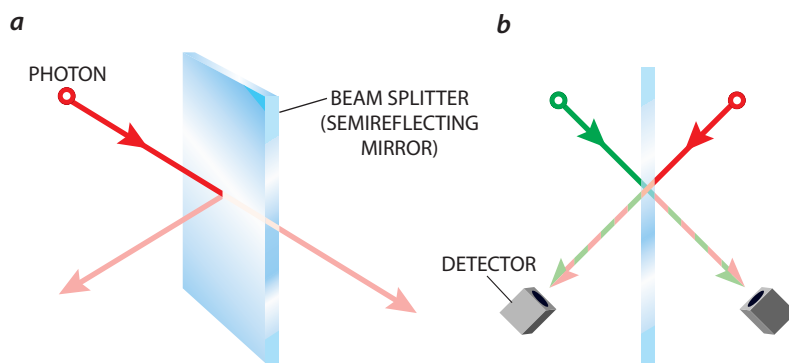 a
PHOTON
BEAM SPLITTER
(SEMIREFLECTING
MIRROR)
b
DETECTOR